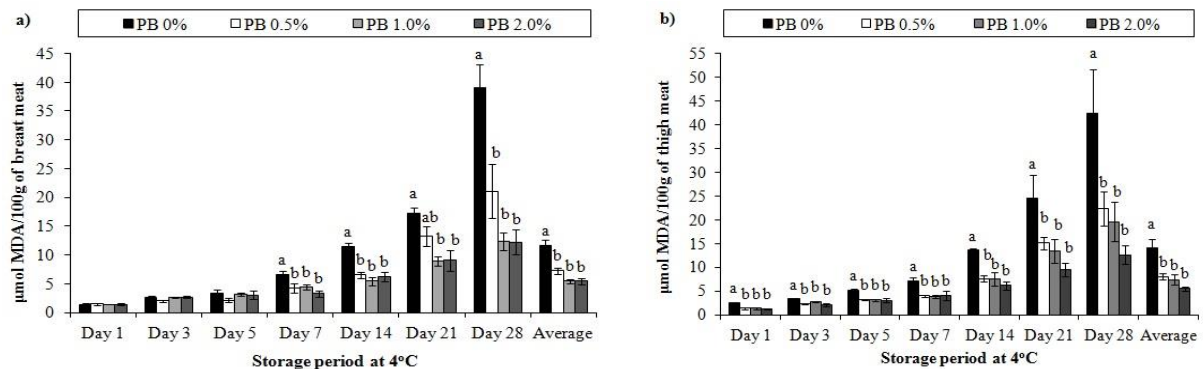 a)
PB 0% PB 0.5% PB 1.0% PB 2.0%
µmol MDA/100g of breast meat
45
40
35
30
25
20
15
10
5
0
a
b b b
a
b b b
a
ab
b b
a
b
b b
a
b
b b
Day 1 Day 3 Day 5 Day 7 Day 14 Day 21 Day 28 Average
Storage period at 4°C
b)
PB 0% PB 0.5% PB 1.0% PB 2.0%
µmol MDA/100g of thigh meat
55
50
45
40
35
30
25
20
15
10
5
0
a
b b b
a
b b b
a
b b b
a
b b b
a
b b b
a
b b
b
a
b b
b
a
b b b
Day 1 Day 3 Day 5 Day 7 Day 14 Day 21 Day 28 Average
Storage period at 4°C